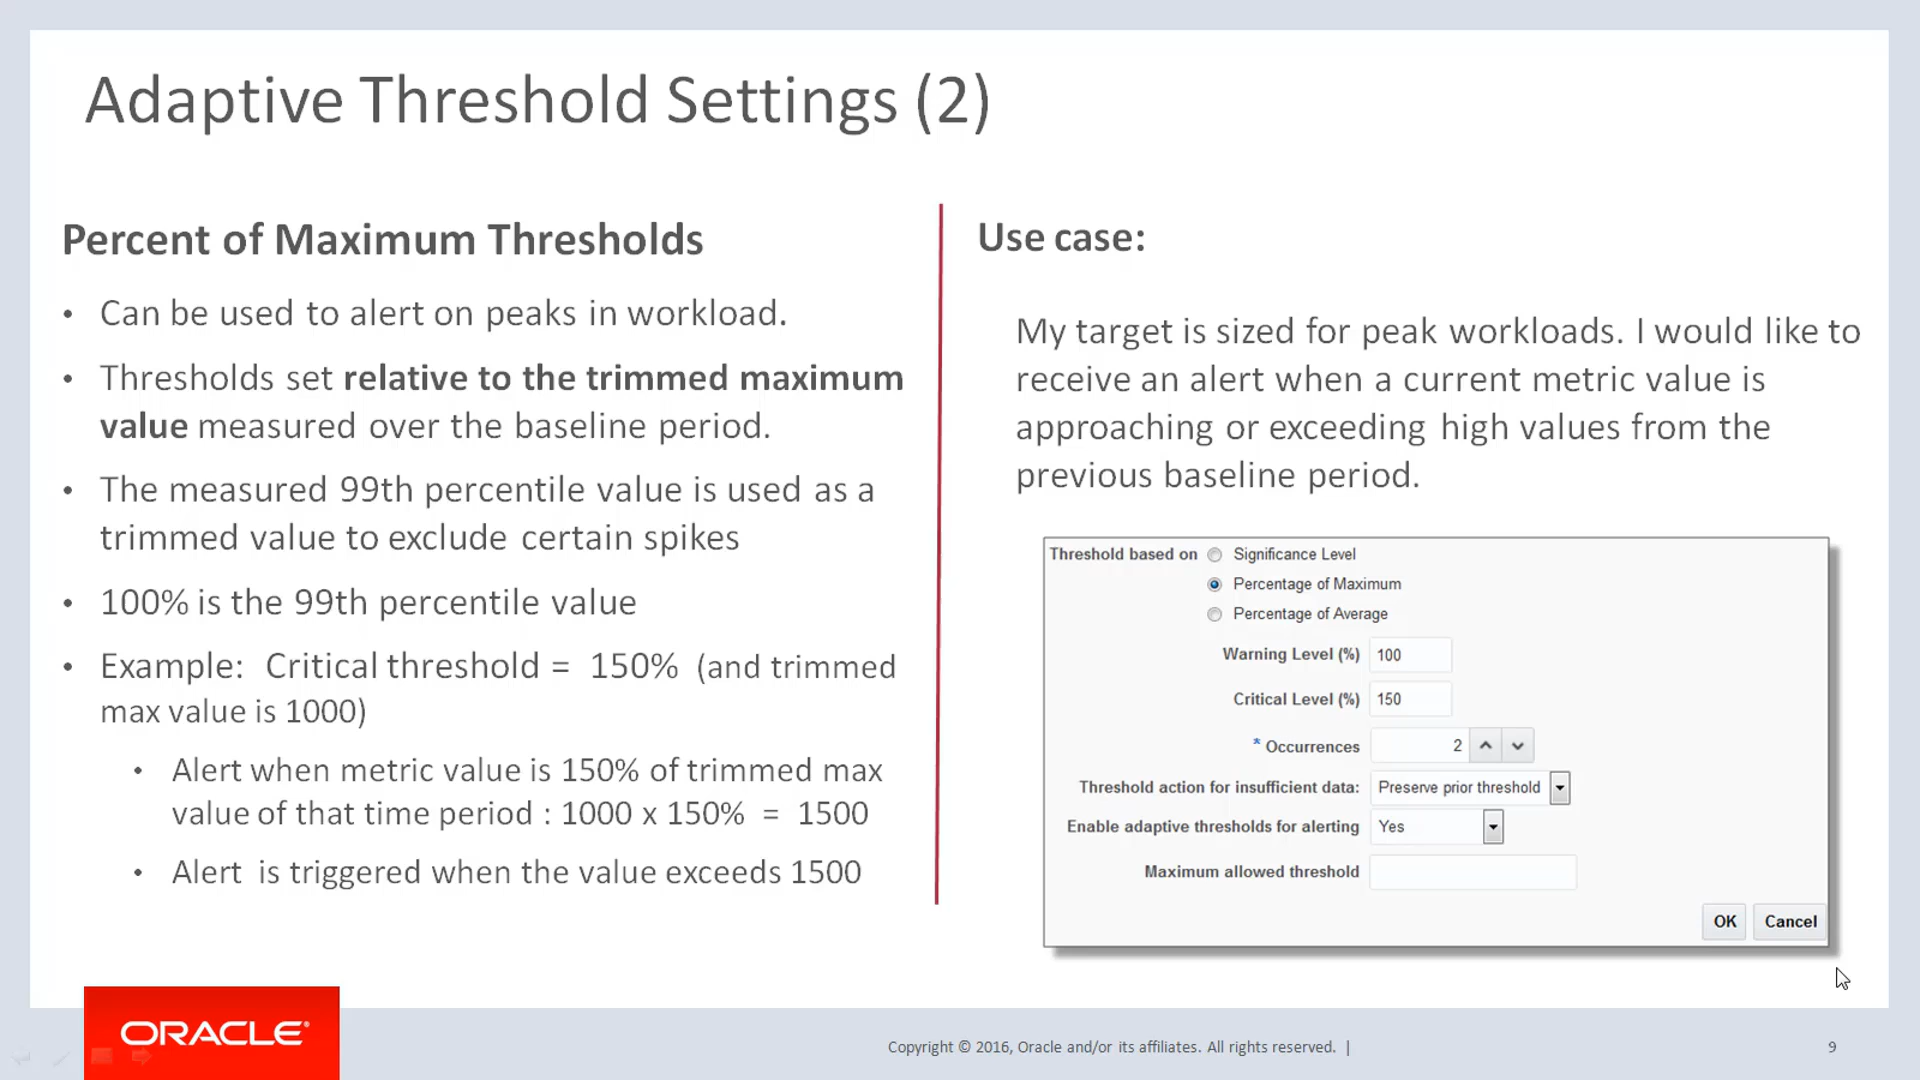 Adaptive Threshold Settings (2)
Percent of Maximum Thresholds
• Can be used to alert on peaks in workload.
• Thresholds set relative to the trimmed maximum
value measured over the baseline period.
• The measured 99th percentile value is used as a
trimmed value to exclude certain spikes
• 100% is the 99th percentile value
• Example: Critical threshold = 150% (and trimmed
max value is 1000)
• Alert when metric value is 150% of trimmed max
value of that time period : 1000 x 150% = 1500
• Alert is triggered when the value exceeds 1500
Use case:
My target is sized for peak workloads. I would like to
receive an alert when a current metric value is
approaching or exceeding high values from the
previous baseline period.
Threshold based on Significance Level
Percentage of Maximum
Percentage of Average
Warning Level (%) 100
Critical Level (%) 150
* Occurrences 2
Threshold action for insufficient data: Preserve prior threshold
Enable adaptive thresholds for alerting Yes
Maximum allowed threshold
OK Cancel
ORACLE®
Copyright © 2016, Oracle and/or its affiliates. All rights reserved. |
9